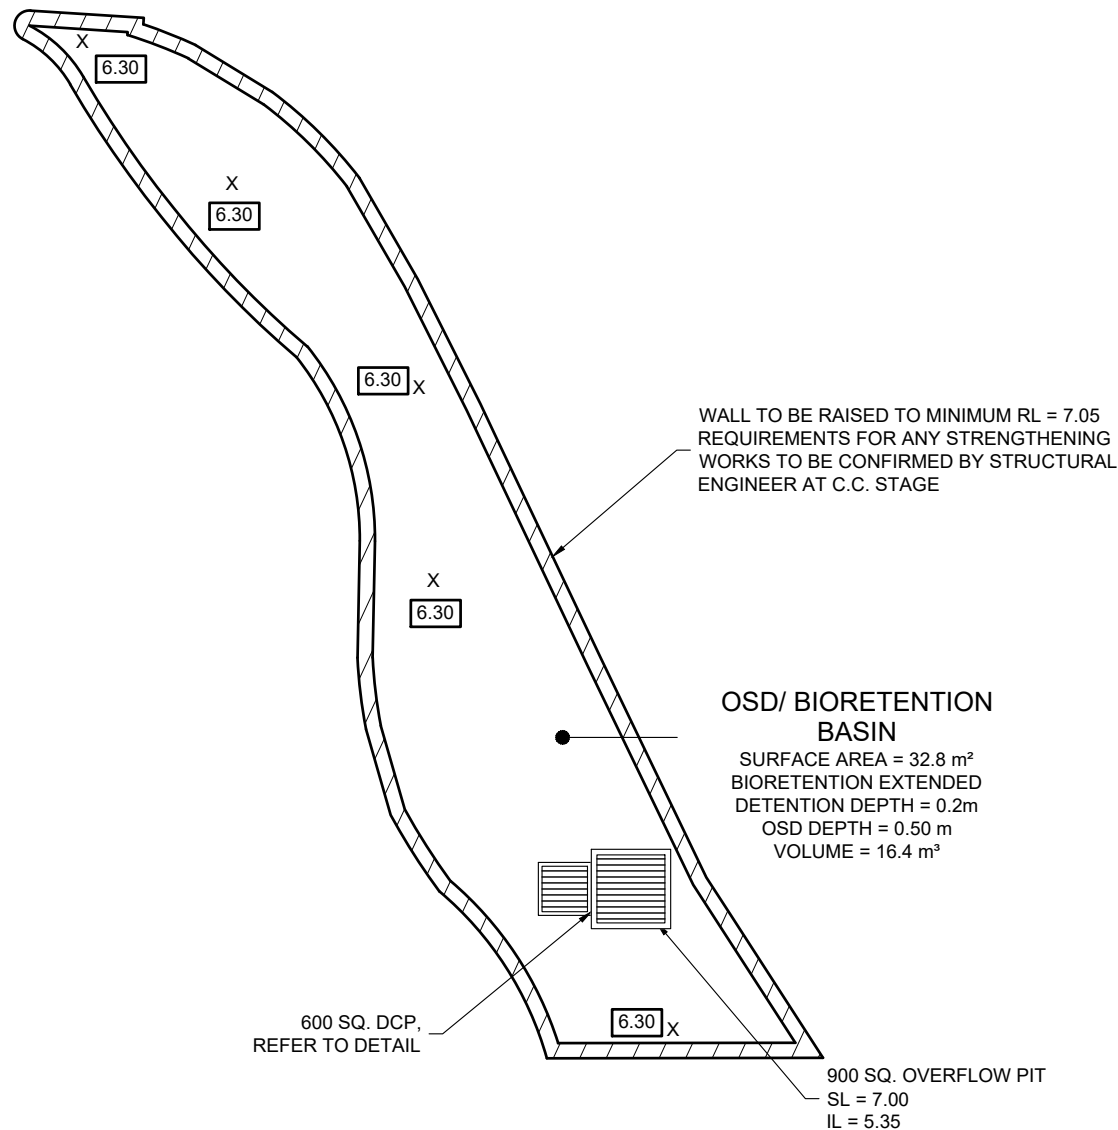 X
6.30
X
6.30
6.30 X
WALL TO BE RAISED TO MINIMUM RL = 7.05
REQUIREMENTS FOR ANY STRENGTHENING
WORKS TO BE CONFIRMED BY STRUCTURAL
ENGINEER AT C.C. STAGE
X
6.30
OSD/ BIORETENTION
BASIN
SURFACE AREA = 32.8 m²
BIORETENTION EXTENDED
DETENTION DEPTH = 0.2m
OSD DEPTH = 0.50 m
VOLUME = 16.4 m³
600 SQ. DCP,
REFER TO DETAIL
6.30 X
900 SQ. OVERFLOW PIT
SL = 7.00
IL = 5.35